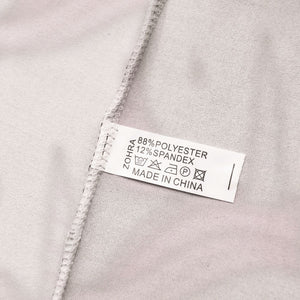 ZOHRA
88%POLYESTER
12%SPANDEX
MADE IN CHINA